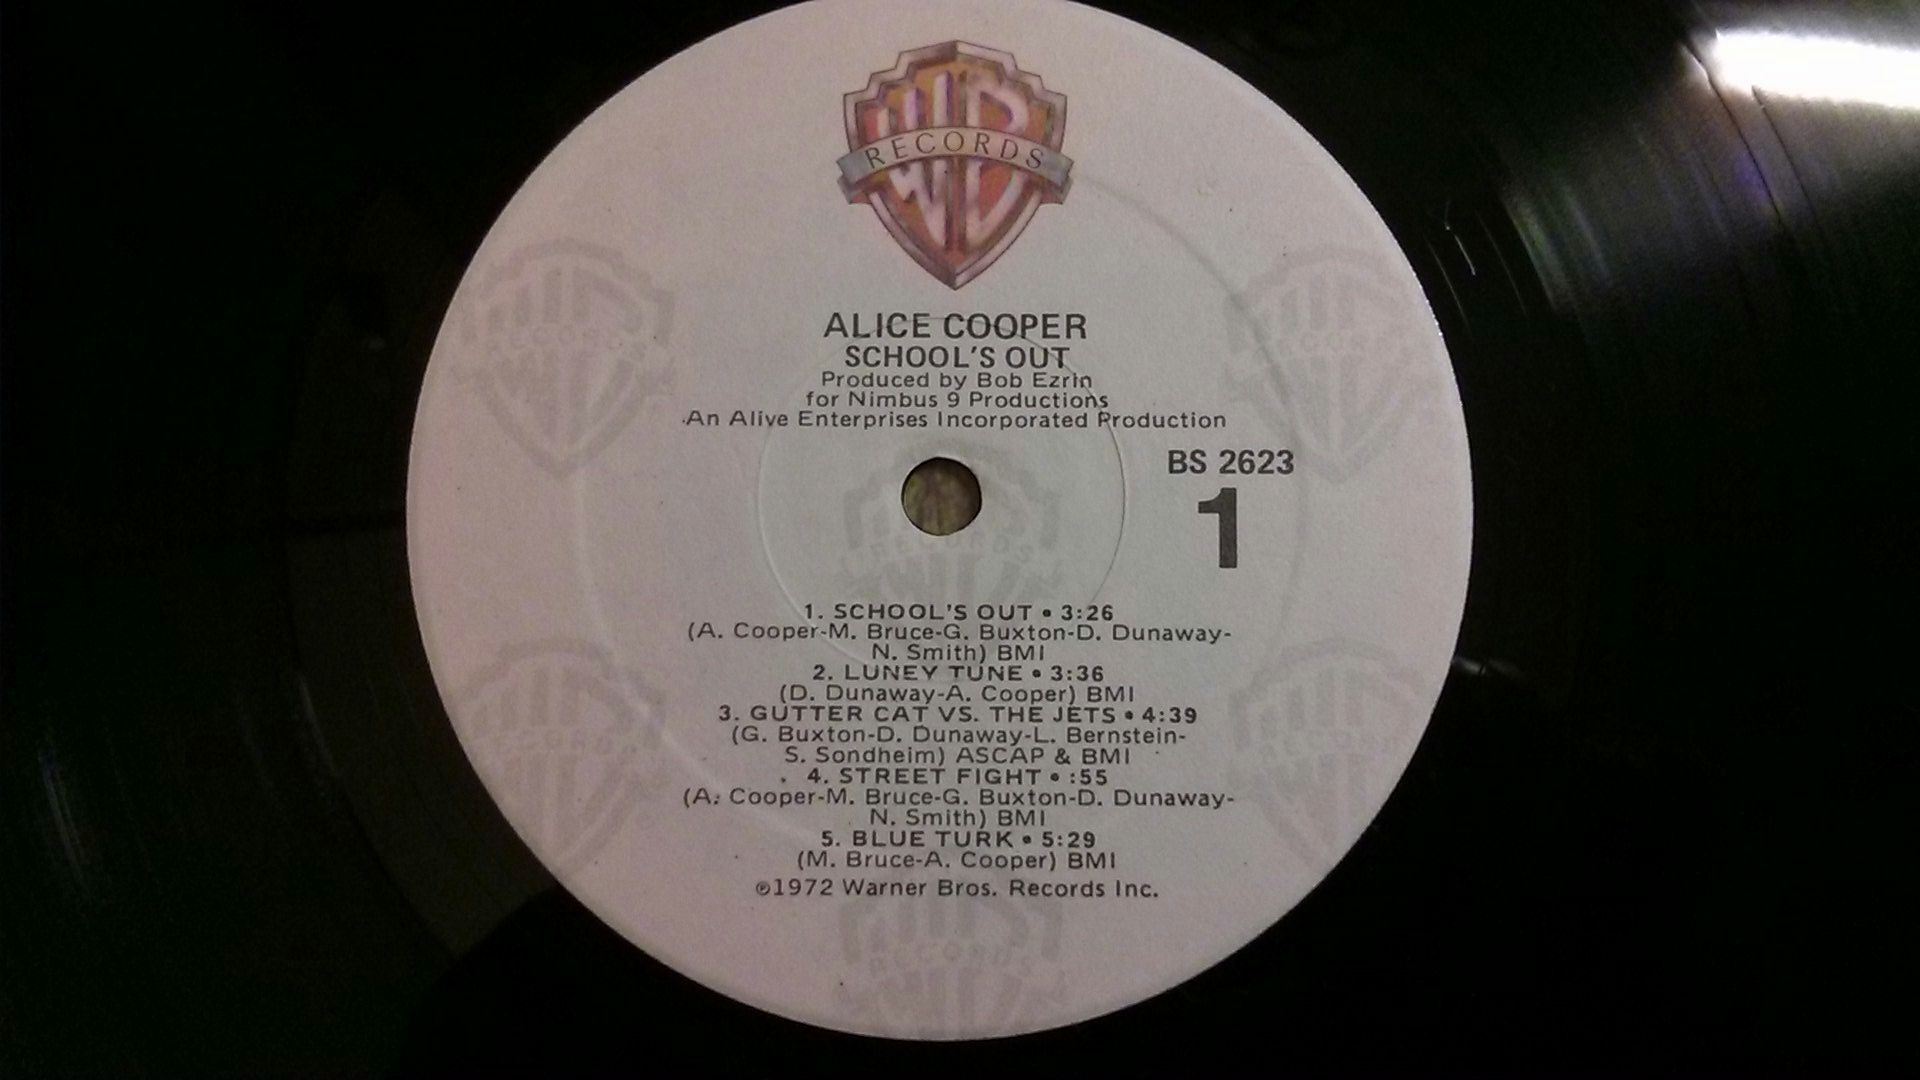 WB
RECORDS
ALICE COOPER
SCHOOL'S OUT
Produced by Bob Ezrin
for Nimbus 9 Productions
An Alive Enterprises Incorporated Production
BS 2623
1
1. SCHOOL'S OUT • 3:26
(A. Cooper-M. Bruce-G. Buxton-D. Dunaway-
N. Smith) BMI
2. LUNEY TUNE • 3:36
(D. Dunaway-A. Cooper) BMI
3. GUTTER CAT VS. THE JETS • 4:39
(G. Buxton-D. Dunaway-L. Bernstein-
S. Sondheim) ASCAP & BMI
4. STREET FIGHT • :55
(A. Cooper-M. Bruce-G. Buxton-D. Dunaway-
N. Smith) BMI
5. BLUE TURK • 5:29
(M. Bruce-A. Cooper) BMI
℗1972 Warner Bros. Records Inc.